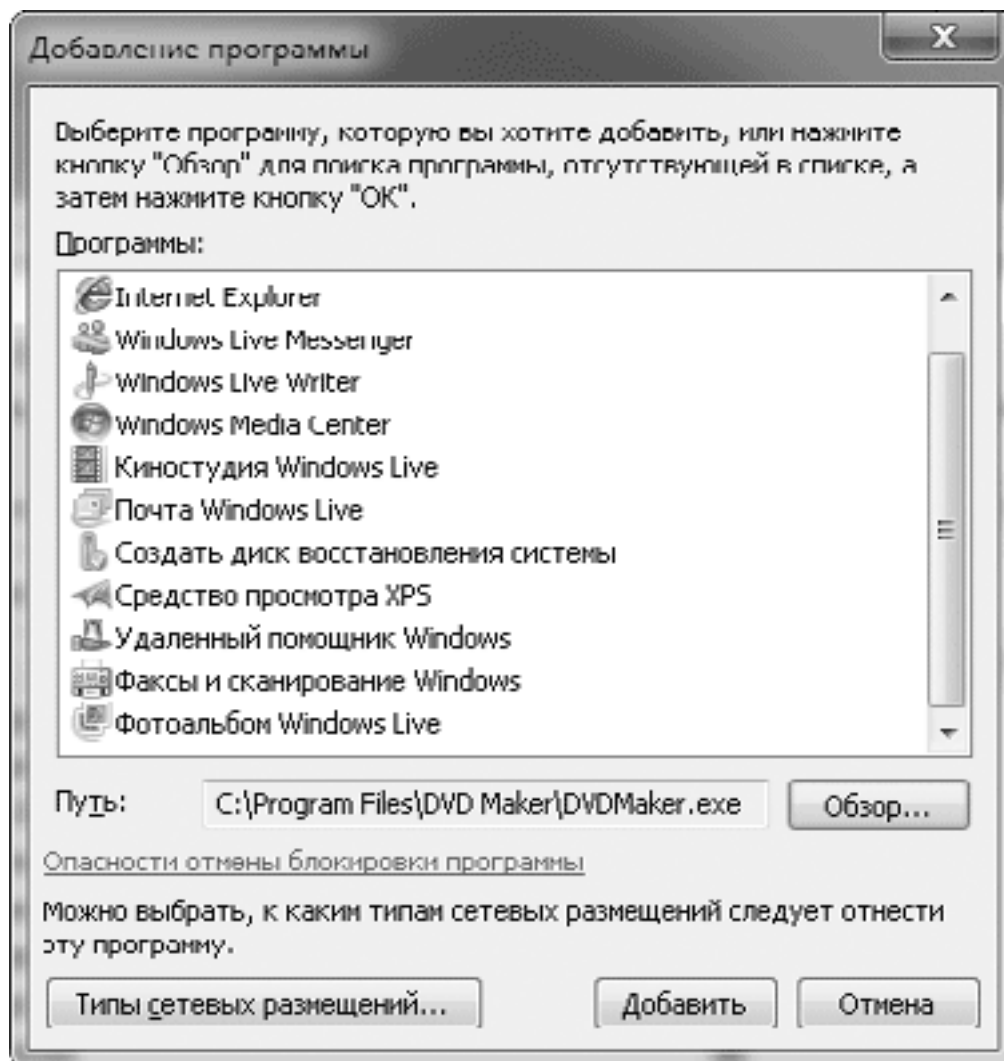 Добавление программы
Выберите программу, которую вы хотите добавить, или нажмите
кнопку "Обзор" для поиска программы, отсутствующей в списке, а
затем нажмите кнопку "ОК".
Программы:
Internet Explorer
Windows Live Messenger
Windows Live Writer
Windows Media Center
Киностудия Windows Live
Почта Windows Live
Создать диск восстановления системы
Средство просмотра XPS
Удаленный помощник Windows
Факсы и сканирование Windows
Фотоальбом Windows Live
Путь: C:\Program Files\DVD Maker\DVDMaker.exe Обзор...
Опасности отмены блокировки программы
Можно выбрать, к каким типам сетевых размещений следует отнести
эту программу.
Типы сетевых размещений... Добавить Отмена